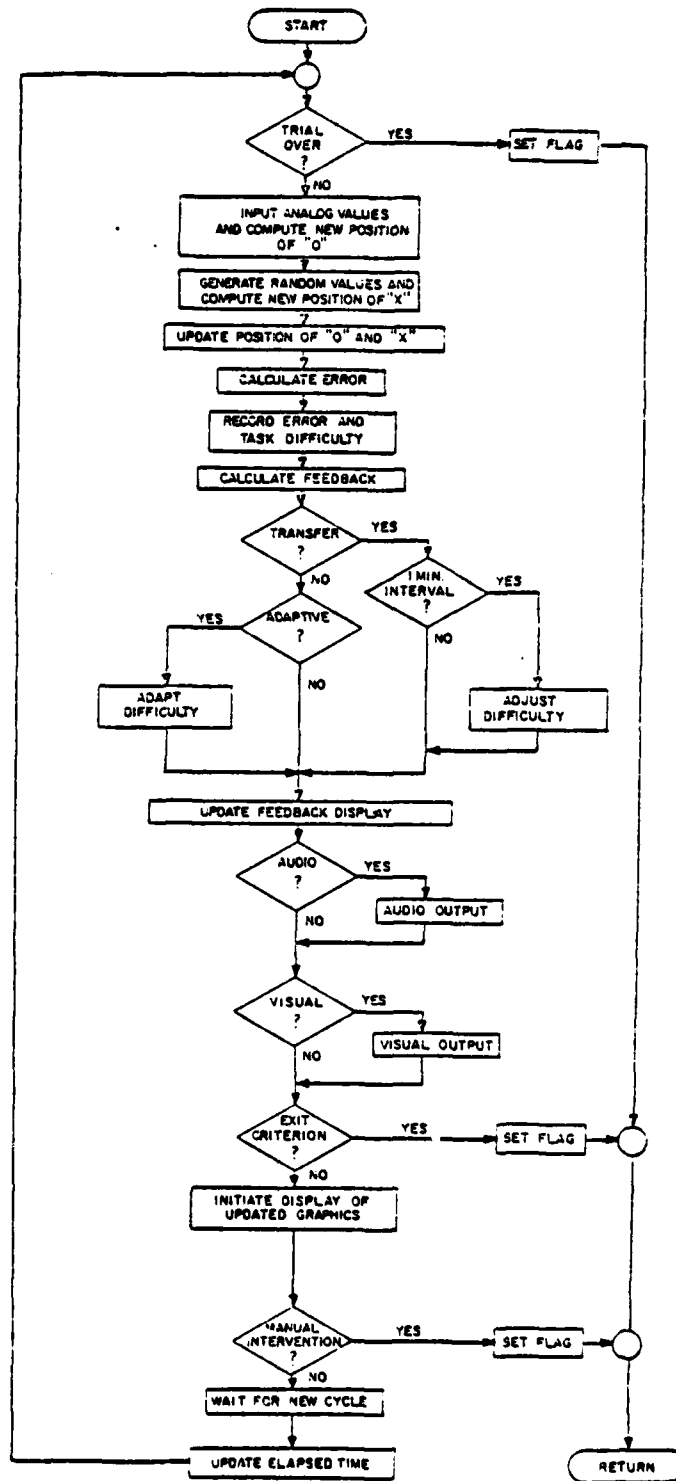 START
TRIAL
OVER
?
YES
SET FLAG
NO
INPUT ANALOG VALUES
AND COMPUTE NEW POSITION
OF "O"
GENERATE RANDOM VALUES AND
COMPUTE NEW POSITION OF "X"
UPDATE POSITION OF "O" AND "X"
CALCULATE ERROR
RECORD ERROR AND
TASK DIFFICULTY
CALCULATE FEEDBACK
TRANSFER
?
YES
NO
1 MIN.
INTERVAL
?
YES
NO
ADAPTIVE
?
YES
NO
ADAPT
DIFFICULTY
ADJUST
DIFFICULTY
UPDATE FEEDBACK DISPLAY
AUDIO
?
YES
AUDIO OUTPUT
NO
VISUAL
?
YES
VISUAL OUTPUT
NO
EXIT
CRITERION
?
YES
SET FLAG
NO
INITIATE DISPLAY OF
UPDATED GRAPHICS
MANUAL
INTERVENTION
?
YES
SET FLAG
NO
WAIT FOR NEW CYCLE
UPDATE ELAPSED TIME
RETURN